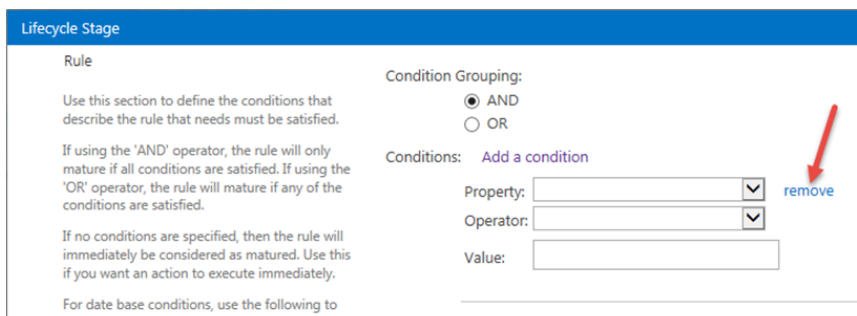 Lifecycle Stage
Rule
Use this section to define the conditions that
describe the rule that needs must be satisfied.
If using the 'AND' operator, the rule will only
mature if all conditions are satisfied. If using the
'OR' operator, the rule will mature if any of the
conditions are satisfied.
If no conditions are specified, then the rule will
immediately be considered as matured. Use this
if you want an action to execute immediately.
For date base conditions, use the following to
Condition Grouping:
AND
OR
Conditions: Add a condition
Property: remove
Operator:
Value: